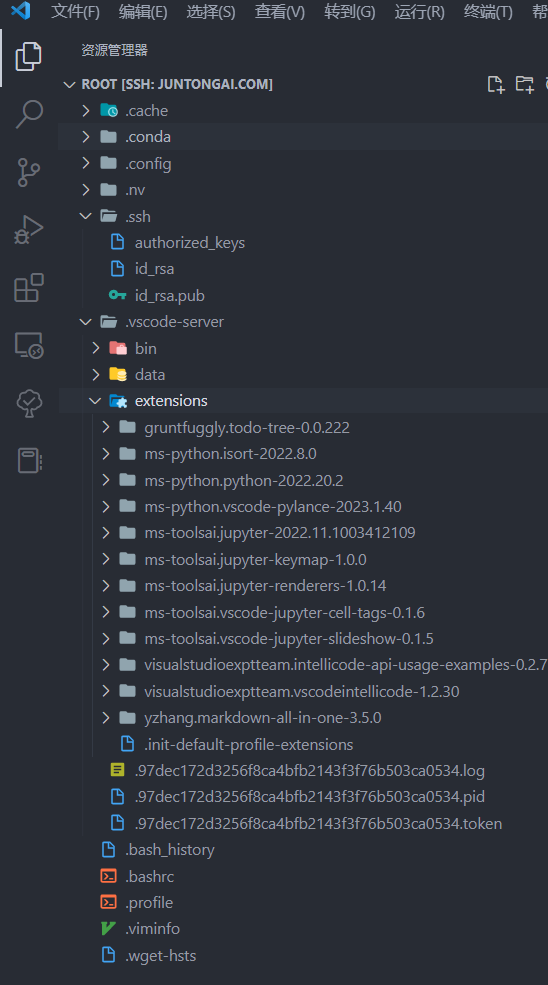 文件(F) 编辑(E) 选择(S) 查看(V) 转到(G) 运行(R) 终端(T) 帮
资源管理器
ROOT [SSH: JUNTONGAI.COM]
.cache
.conda
.config
.nv
.ssh
authorized_keys
id_rsa
id_rsa.pub
.vscode-server
bin
data
extensions
gruntfuggly.todo-tree-0.0.222
ms-python.isort-2022.8.0
ms-python.python-2022.20.2
ms-python.vscode-pylance-2023.1.40
ms-toolsai.jupyter-2022.11.1003412109
ms-toolsai.jupyter-keymap-1.0.0
ms-toolsai.jupyter-renderers-1.0.14
ms-toolsai.vscode-jupyter-cell-tags-0.1.6
ms-toolsai.vscode-jupyter-slideshow-0.1.5
visualstudioexptteam.intellicode-api-usage-examples-0.2.7
visualstudioexptteam.vscodeintellicode-1.2.30
yzhang.markdown-all-in-one-3.5.0
.init-default-profile-extensions
.97dec172d3256f8ca4bfb2143f3f76b503ca0534.log
.97dec172d3256f8ca4bfb2143f3f76b503ca0534.pid
.97dec172d3256f8ca4bfb2143f3f76b503ca0534.token
.bash_history
.bashrc
.profile
.viminfo
.wget-hsts